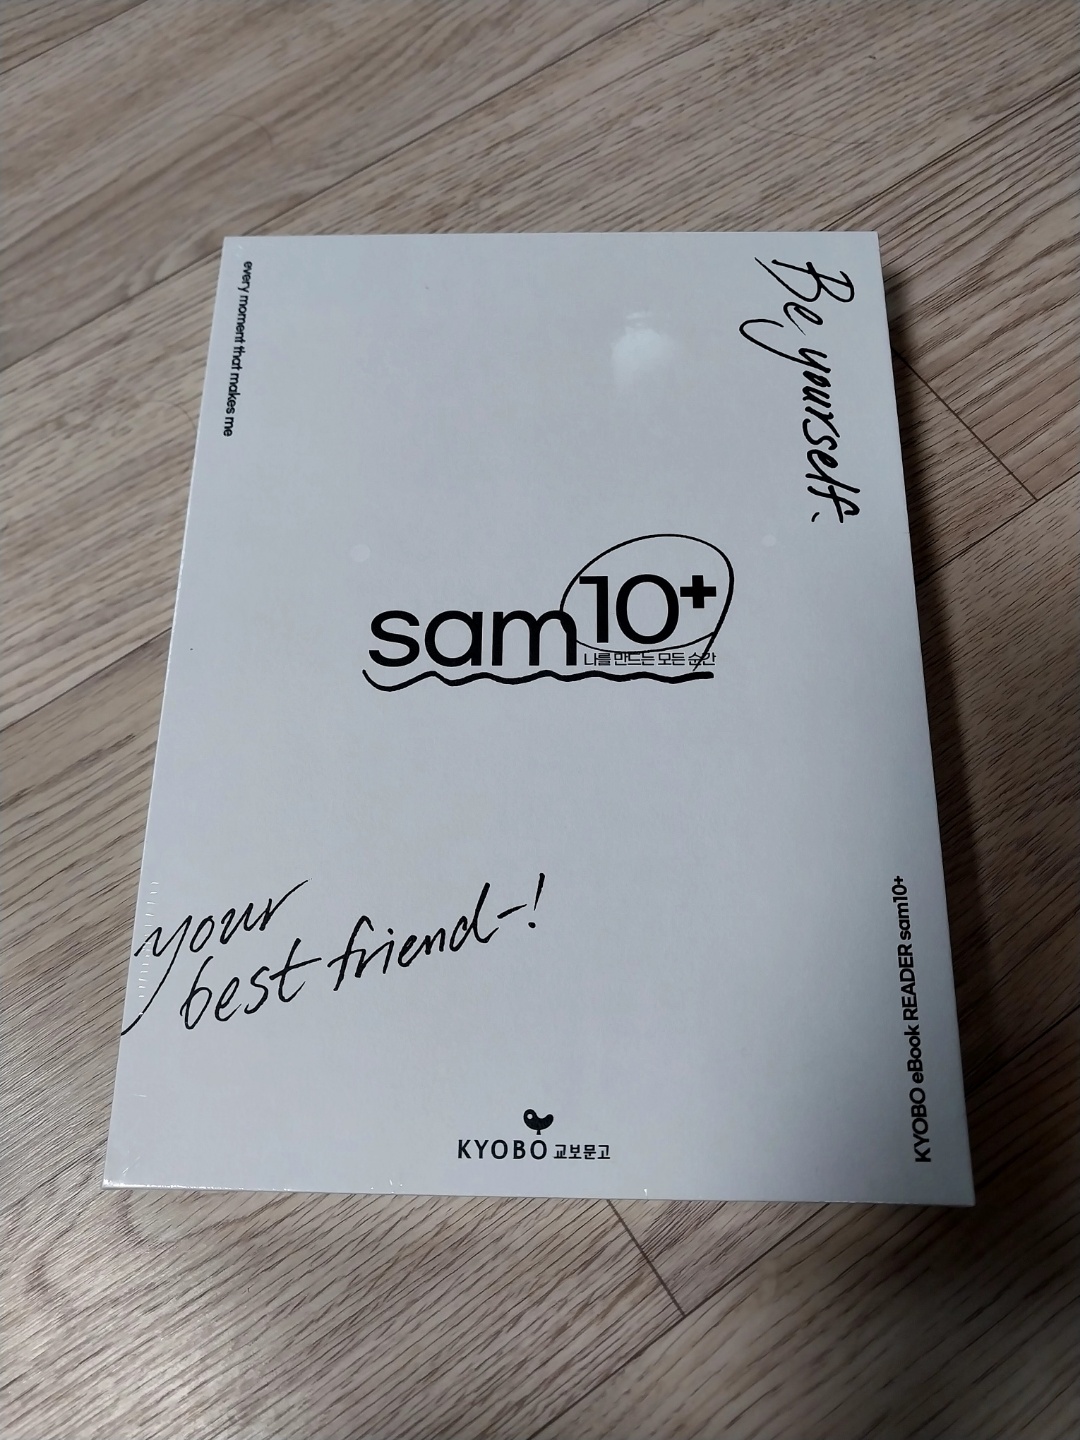 every moment that makes me
Be yourself.
sam10+
나를 만드는 모든 순간
your
best friend-!
KYOBO eBook READER sam10+
KYOBO 교보문고